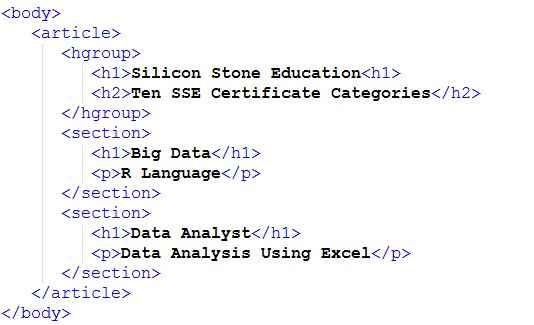 <body>
<article>
<hgroup>
<h1>Silicon Stone Education<h1>
<h2>Ten SSE Certificate Categories</h2>
</hgroup>
<section>
<h1>Big Data</h1>
<p>R Language</p>
</section>
<section>
<h1>Data Analyst</h1>
<p>Data Analysis Using Excel</p>
</section>
</article>
</body>